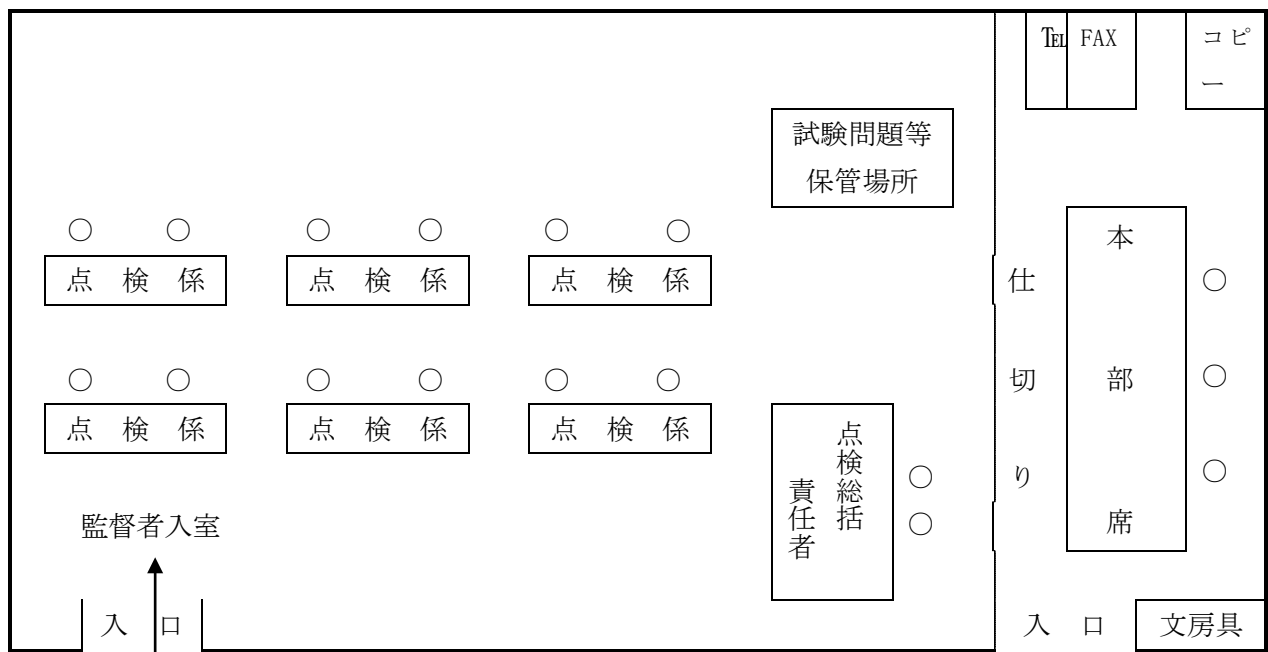 ℡ FAX
コピ
ー
試験問題等
保管場所
点 検 係
点 検 係
点 検 係
点 検 係
点 検 係
点 検 係
点検総括
責任者
仕切り
本部席
監督者入室
入 口
入 口
文房具